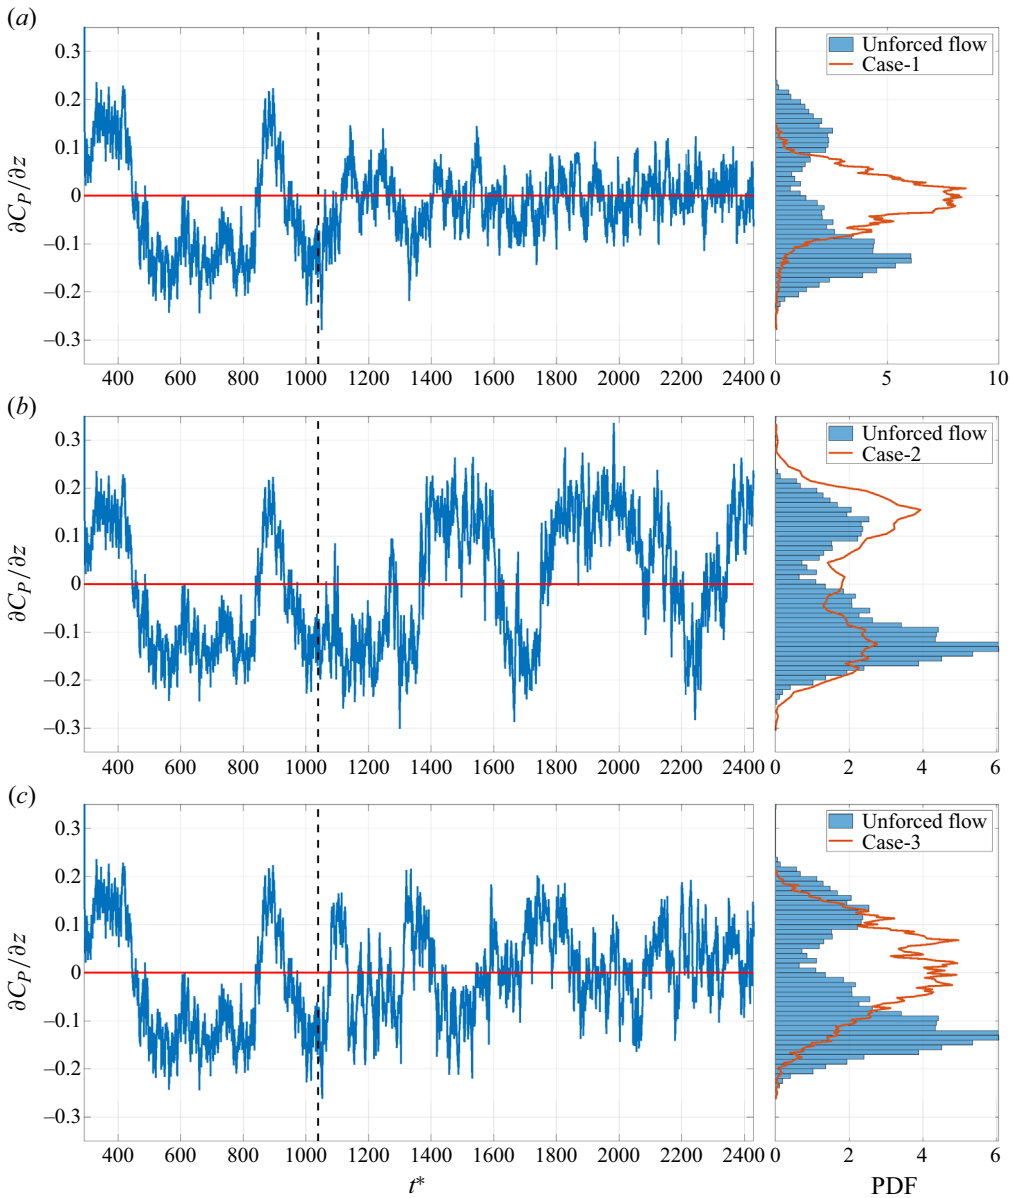 (a)
0.3
0.2
0.1
0
–0.1
–0.2
–0.3
∂C_P/∂z
400 600 800 1000 1200 1400 1600 1800 2000 2200 2400
Unforced flow
Case-1
0 5 10
(b)
0.3
0.2
0.1
0
–0.1
–0.2
–0.3
∂C_P/∂z
400 600 800 1000 1200 1400 1600 1800 2000 2200 2400
Unforced flow
Case-2
0 2 4 6
(c)
0.3
0.2
0.1
0
–0.1
–0.2
–0.3
∂C_P/∂z
400 600 800 1000 1200 1400 1600 1800 2000 2200 2400
t*
Unforced flow
Case-3
0 2 4 6
PDF